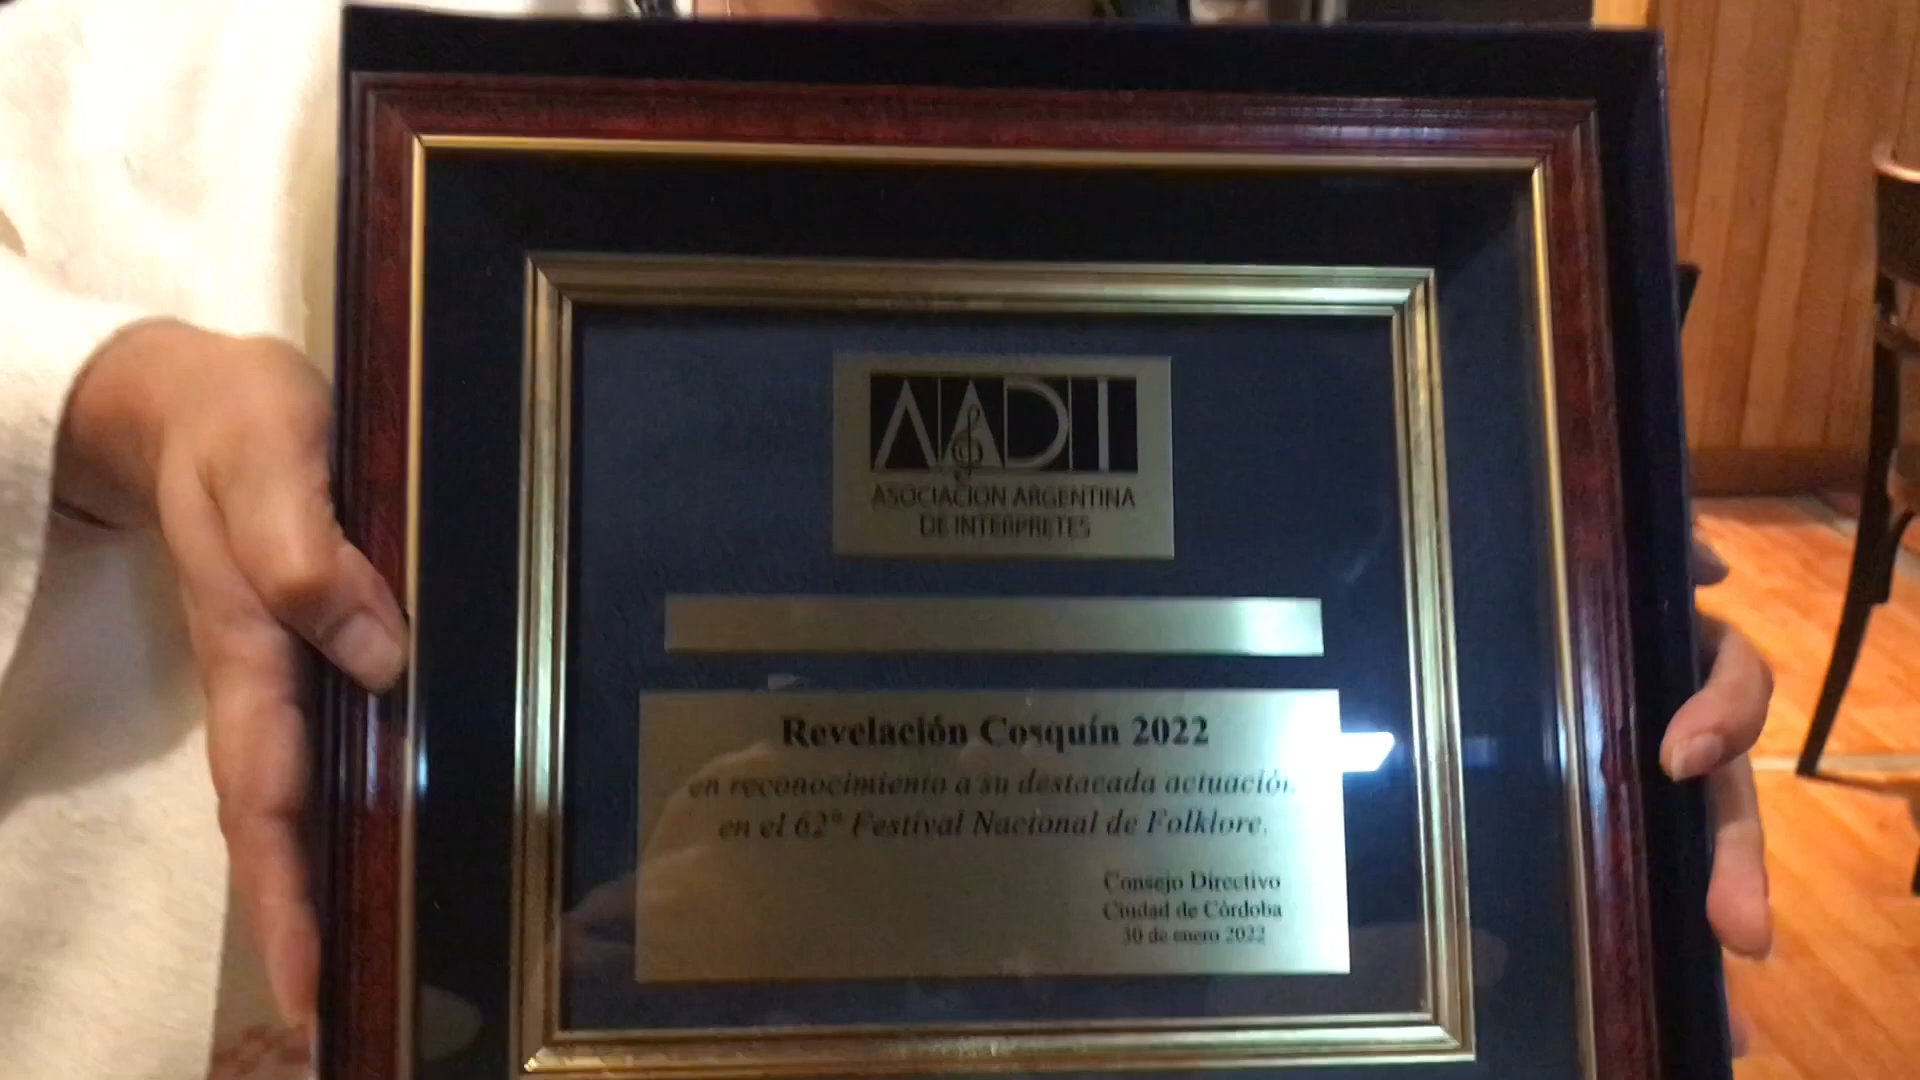 AADI
ASOCIACION ARGENTINA
DE INTERPRETES
Revelación Cosquín 2022
en reconocimiento a su destacada actuación
en el 62° Festival Nacional de Folklore.
Consejo Directivo
Ciudad de Córdoba
30 de enero 2022